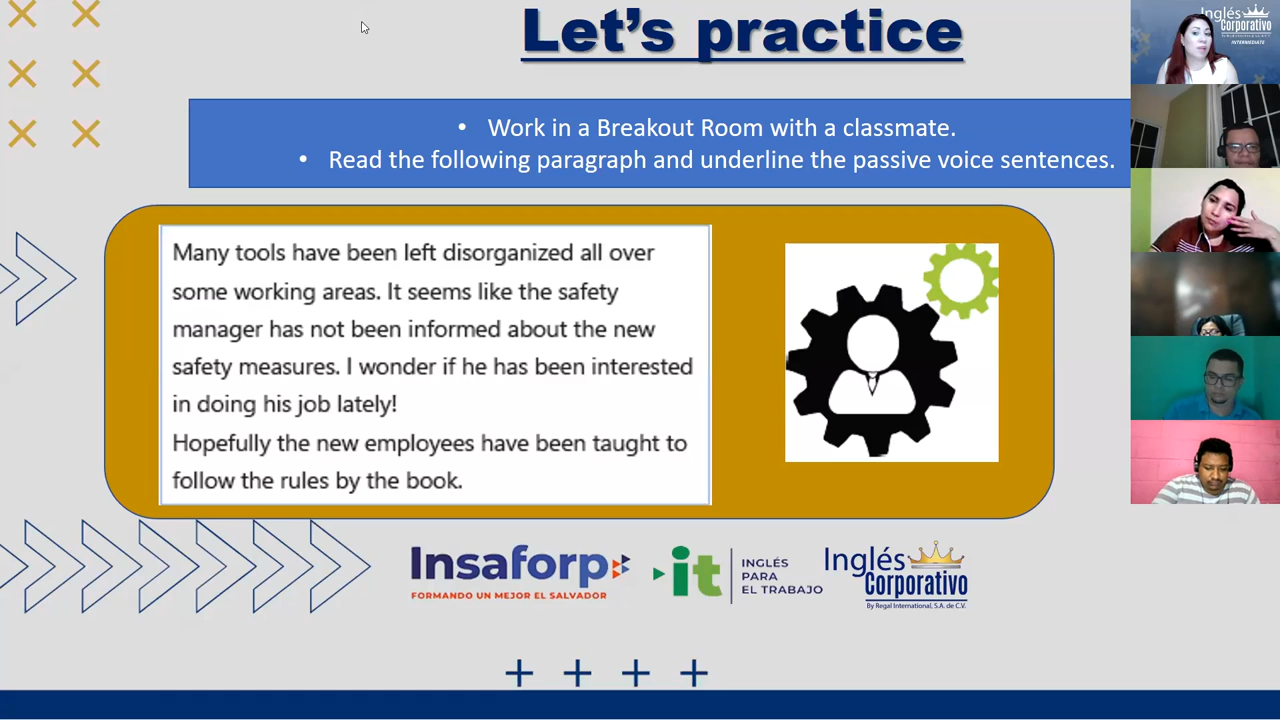 Let's practice
• Work in a Breakout Room with a classmate.
• Read the following paragraph and underline the passive voice sentences.
Many tools have been left disorganized all over
some working areas. It seems like the safety
manager has not been informed about the new
safety measures. I wonder if he has been interested
in doing his job lately!
Hopefully the new employees have been taught to
follow the rules by the book.
Insaforp
FORMANDO UN MEJOR EL SALVADOR
it
INGLÉS
PARA
EL TRABAJO
Inglés
Corporativo
By Regal International, S.A. de C.V.
Inglés
Corporativo
INTERMEDIATE